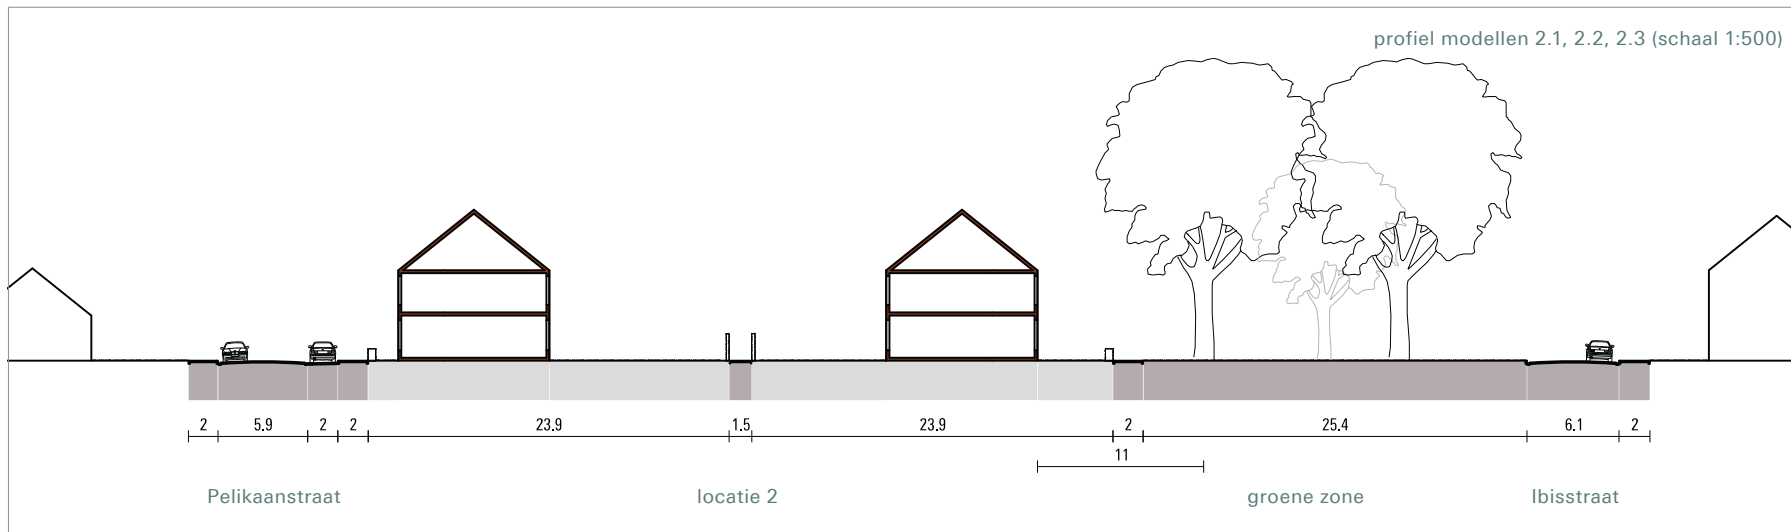 profiel modellen 2.1, 2.2, 2.3 (schaal 1:500)
2 5.9 2 2 23.9 1.5 23.9 2 25.4 6.1 2
11
Pelikaanstraat locatie 2 groene zone Ibisstraat